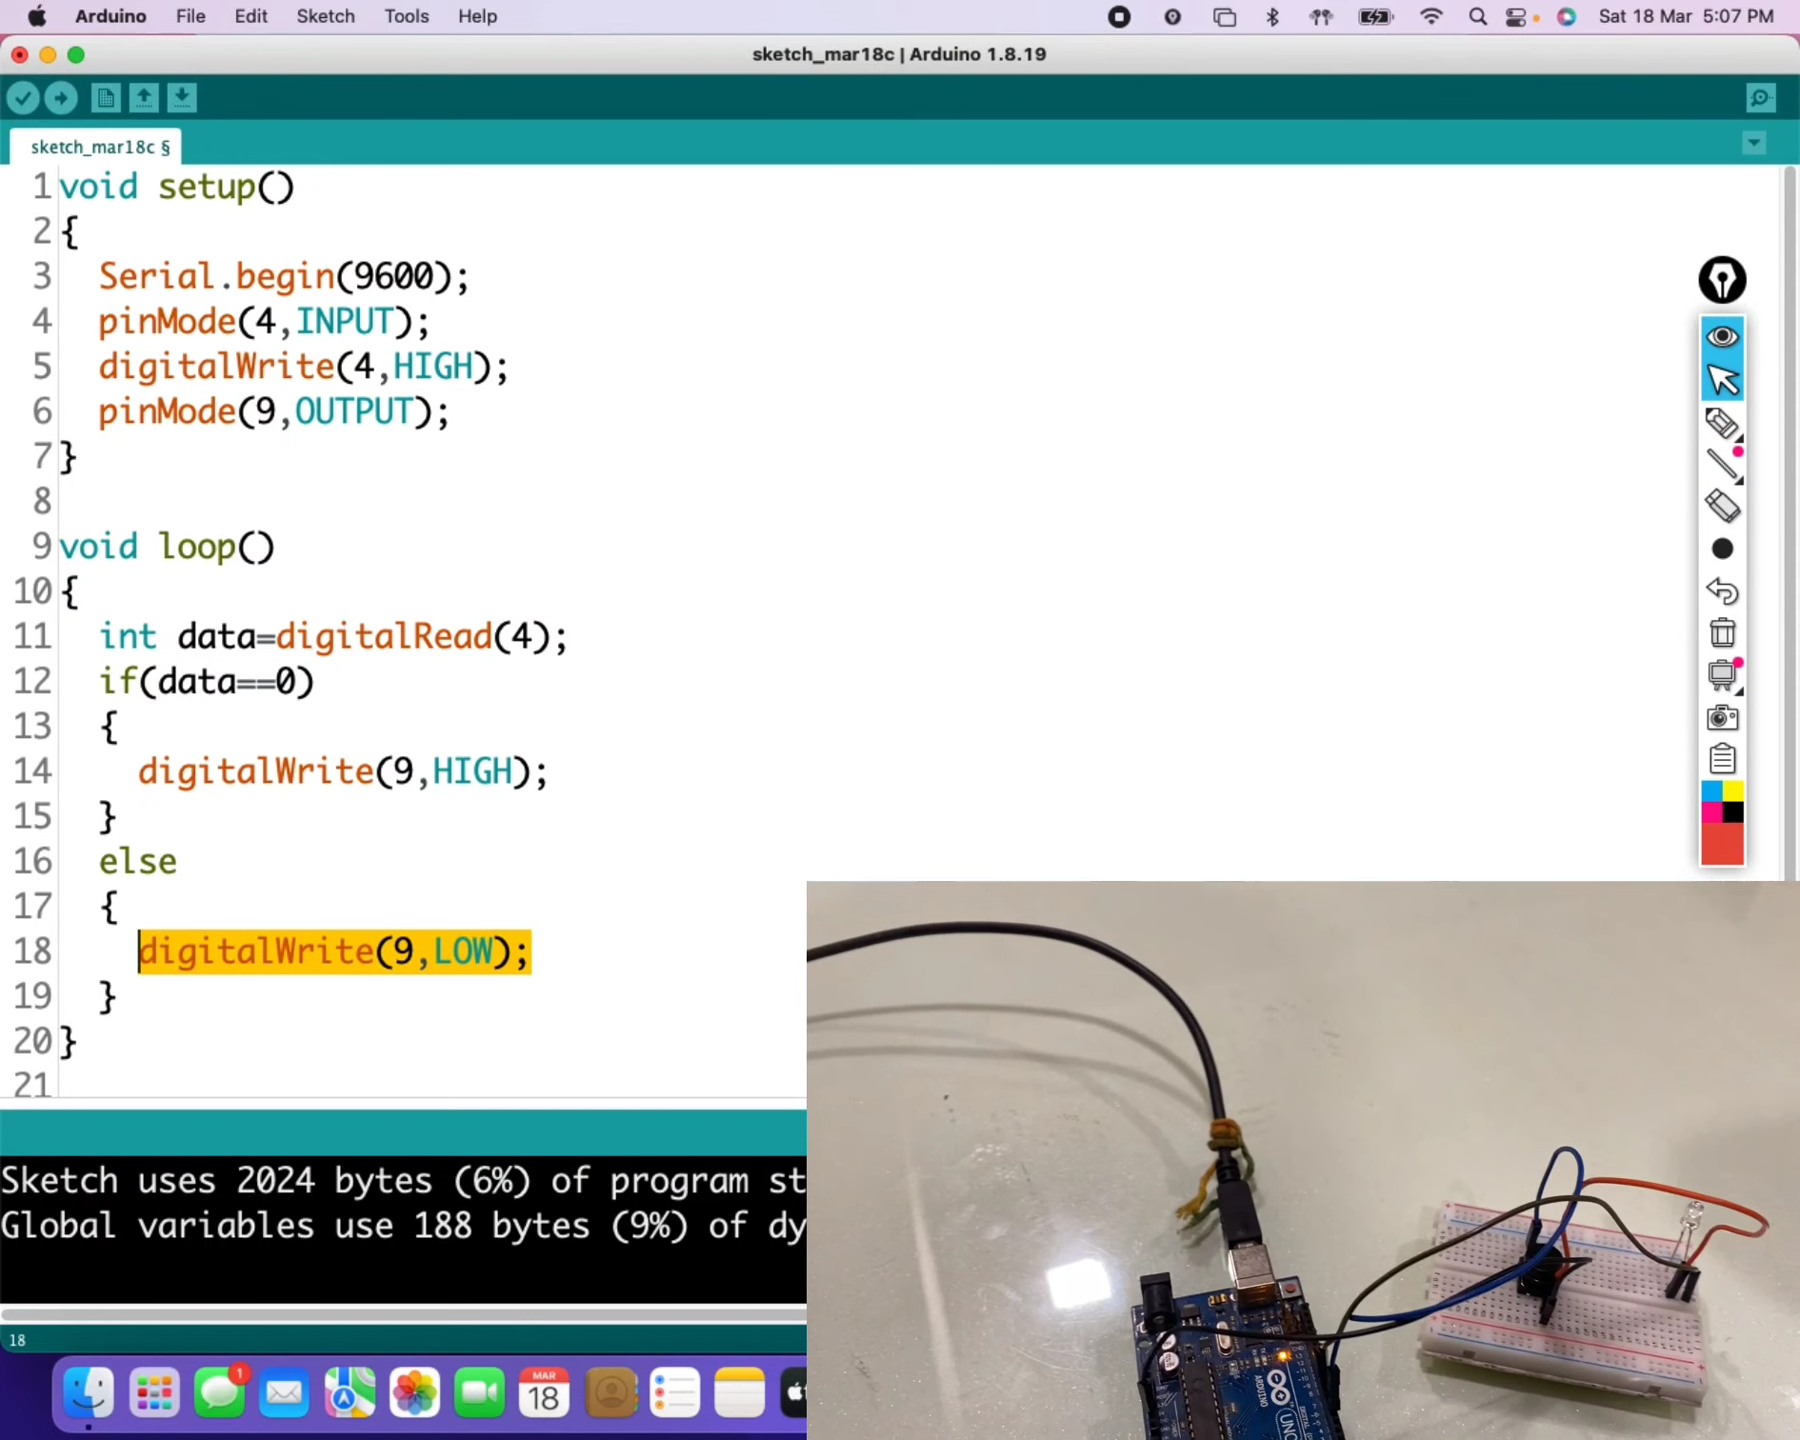 Arduino File Edit Sketch Tools Help Sat 18 Mar 5:07 PM
sketch_mar18c | Arduino 1.8.19
sketch_mar18c §
1 void setup()
2 {
3 Serial.begin(9600);
4 pinMode(4,INPUT);
5 digitalWrite(4,HIGH);
6 pinMode(9,OUTPUT);
7 }
8
9 void loop()
10 {
11 int data=digitalRead(4);
12 if(data==0)
13 {
14 digitalWrite(9,HIGH);
15 }
16 else
17 {
18 digitalWrite(9,LOW);
19 }
20 }
21
Sketch uses 2024 bytes (6%) of program st
Global variables use 188 bytes (9%) of dy
18
1
MAR
18
ARDUINO
UNO